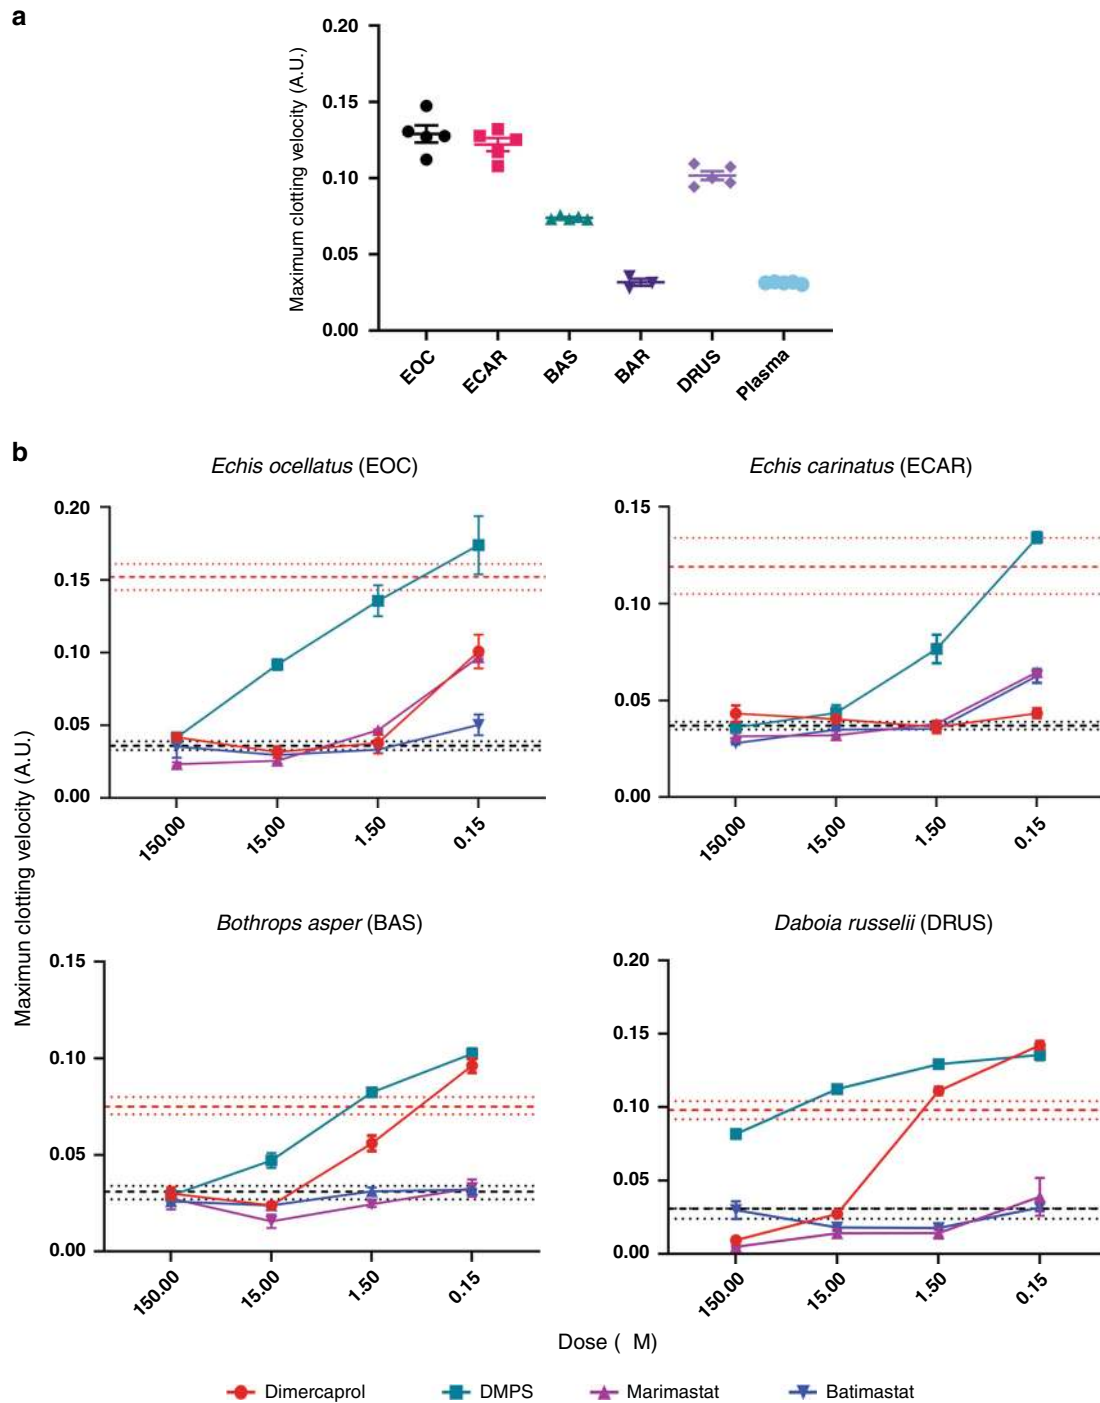 a
Maximum clotting velocity (A.U.)
0.20
0.15
0.10
0.05
0.00
EOC
ECAR
BAS
BAR
DRUS
Plasma
b
Maximun clotting velocity (A.U.)
Echis ocellatus (EOC)
0.20
0.15
0.10
0.05
0.00
150.00
15.00
1.50
0.15
Echis carinatus (ECAR)
0.15
0.10
0.05
0.00
150.00
15.00
1.50
0.15
Bothrops asper (BAS)
0.15
0.10
0.05
0.00
150.00
15.00
1.50
0.15
Daboia russelii (DRUS)
0.20
0.15
0.10
0.05
0.00
150.00
15.00
1.50
0.15
Dose ( M)
Dimercaprol
DMPS
Marimastat
Batimastat